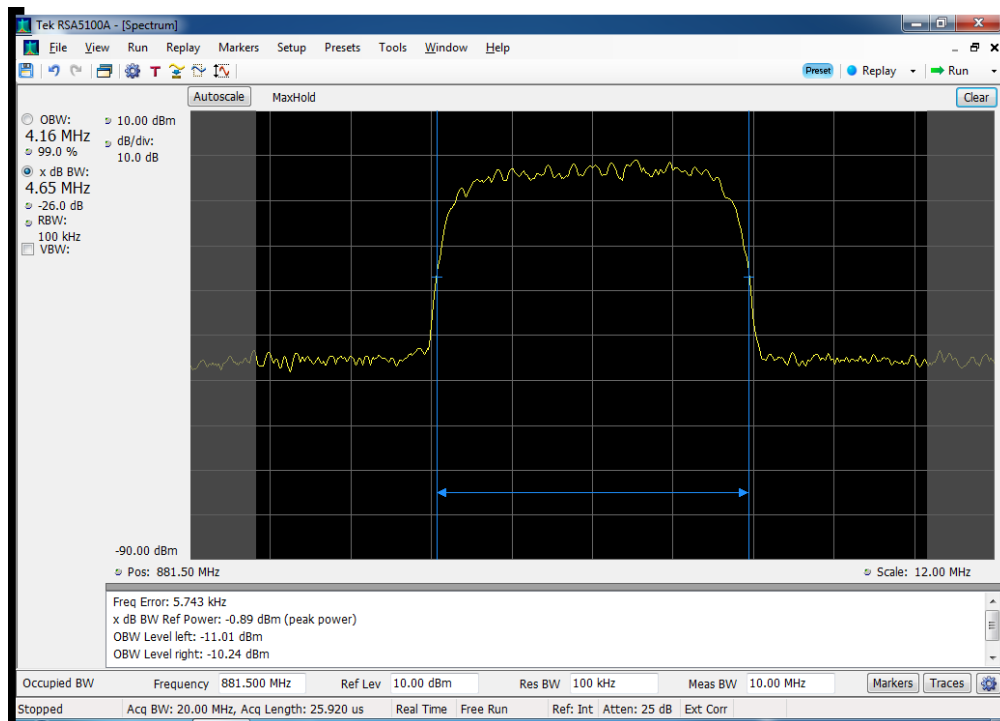 Tek RSA5100A - [Spectrum]
File View Run Replay Markers Setup Presets Tools Window Help
T Preset Replay Run
Autoscale MaxHold Clear
OBW:
4.16 MHz
99.0 %
x dB BW:
4.65 MHz
-26.0 dB
RBW:
100 kHz
VBW:
10.00 dBm
dB/div:
10.0 dB
-90.00 dBm
Pos: 881.50 MHz Scale: 12.00 MHz
Freq Error: 5.743 kHz
x dB BW Ref Power: -0.89 dBm (peak power)
OBW Level left: -11.01 dBm
OBW Level right: -10.24 dBm
Occupied BW Frequency 881.500 MHz Ref Lev 10.00 dBm Res BW 100 kHz Meas BW 10.00 MHz Markers Traces
Stopped Acq BW: 20.00 MHz, Acq Length: 25.920 us Real Time Free Run Ref: Int Atten: 25 dB Ext Corr